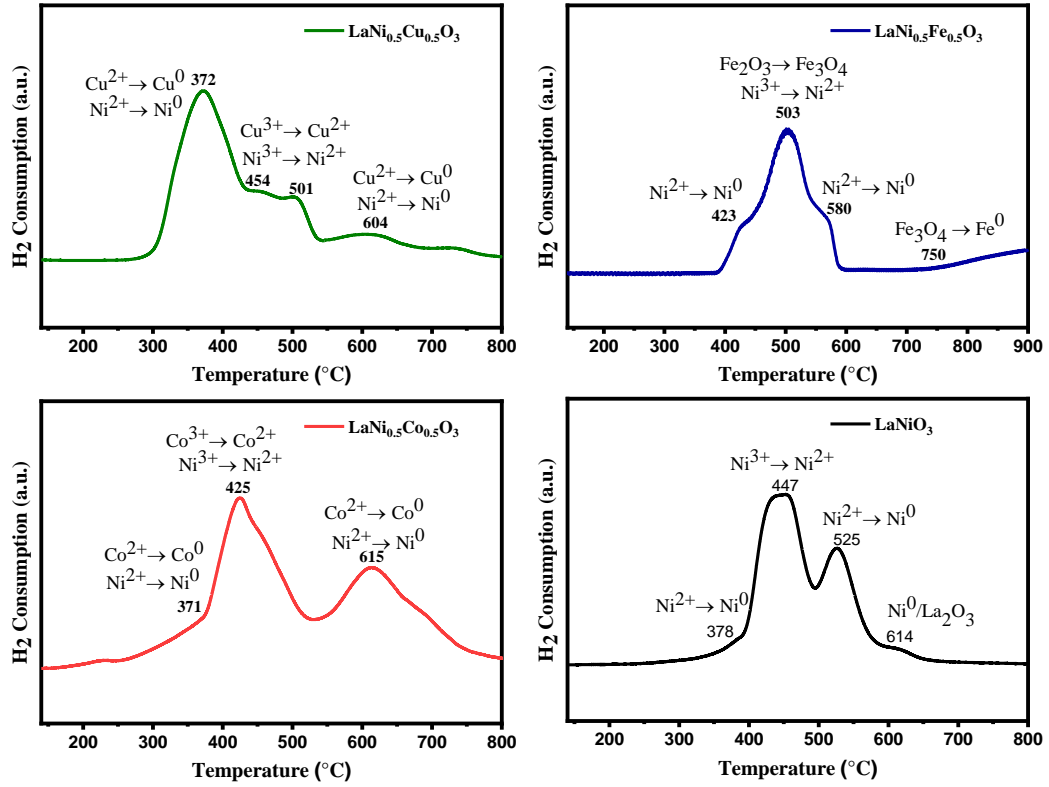 H₂ Consumption (a.u.)
LaNi₀.₅Cu₀.₅O₃
Cu²⁺→Cu⁰
Ni²⁺→Ni⁰
372
Cu³⁺→Cu²⁺
Ni³⁺→Ni²⁺
454
501
Cu²⁺→Cu⁰
Ni²⁺→Ni⁰
604
200 300 400 500 600 700 800
Temperature (°C)
H₂ Consumption (a.u.)
LaNi₀.₅Fe₀.₅O₃
Fe₂O₃→Fe₃O₄
Ni³⁺→Ni²⁺
503
Ni²⁺→Ni⁰
423
Ni²⁺→Ni⁰
580
Fe₃O₄→Fe⁰
750
200 300 400 500 600 700 800 900
Temperature (°C)
H₂ Consumption (a.u.)
LaNi₀.₅Co₀.₅O₃
Co³⁺→Co²⁺
Ni³⁺→Ni²⁺
425
Co²⁺→Co⁰
Ni²⁺→Ni⁰
371
Co²⁺→Co⁰
Ni²⁺→Ni⁰
615
200 300 400 500 600 700 800
Temperature (°C)
H₂ Consumption (a.u.)
LaNiO₃
Ni³⁺→Ni²⁺
447
Ni²⁺→Ni⁰
525
Ni²⁺→Ni⁰
378
Ni⁰/La₂O₃
614
200 300 400 500 600 700 800
Temperature (°C)